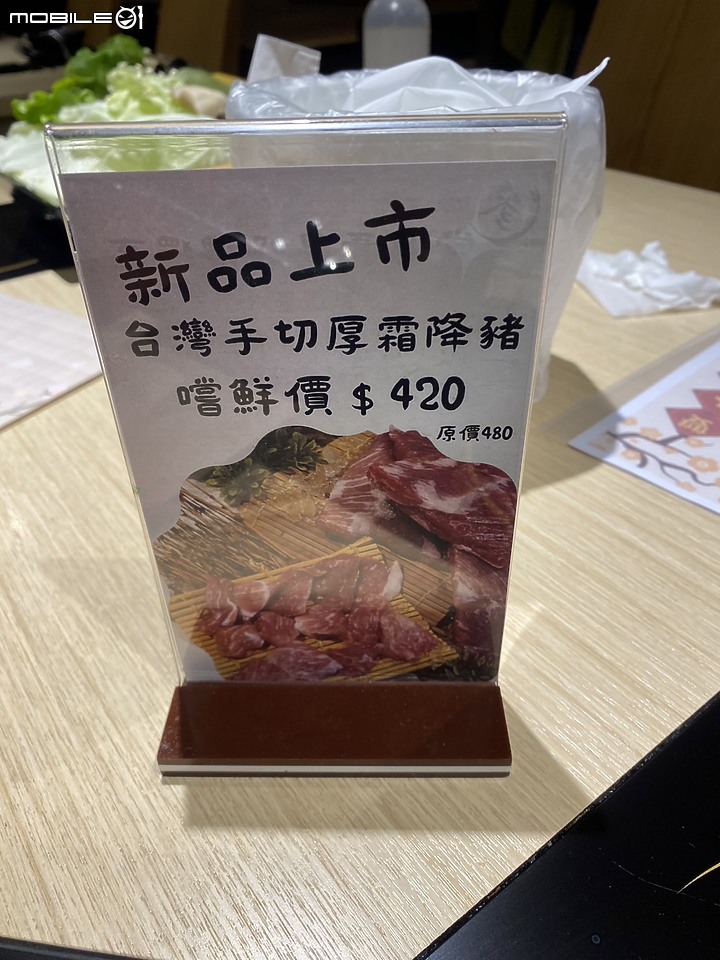 MOBILE01
新品上市
台灣手切厚霜降豬
嚐鮮價 $ 420
原價480